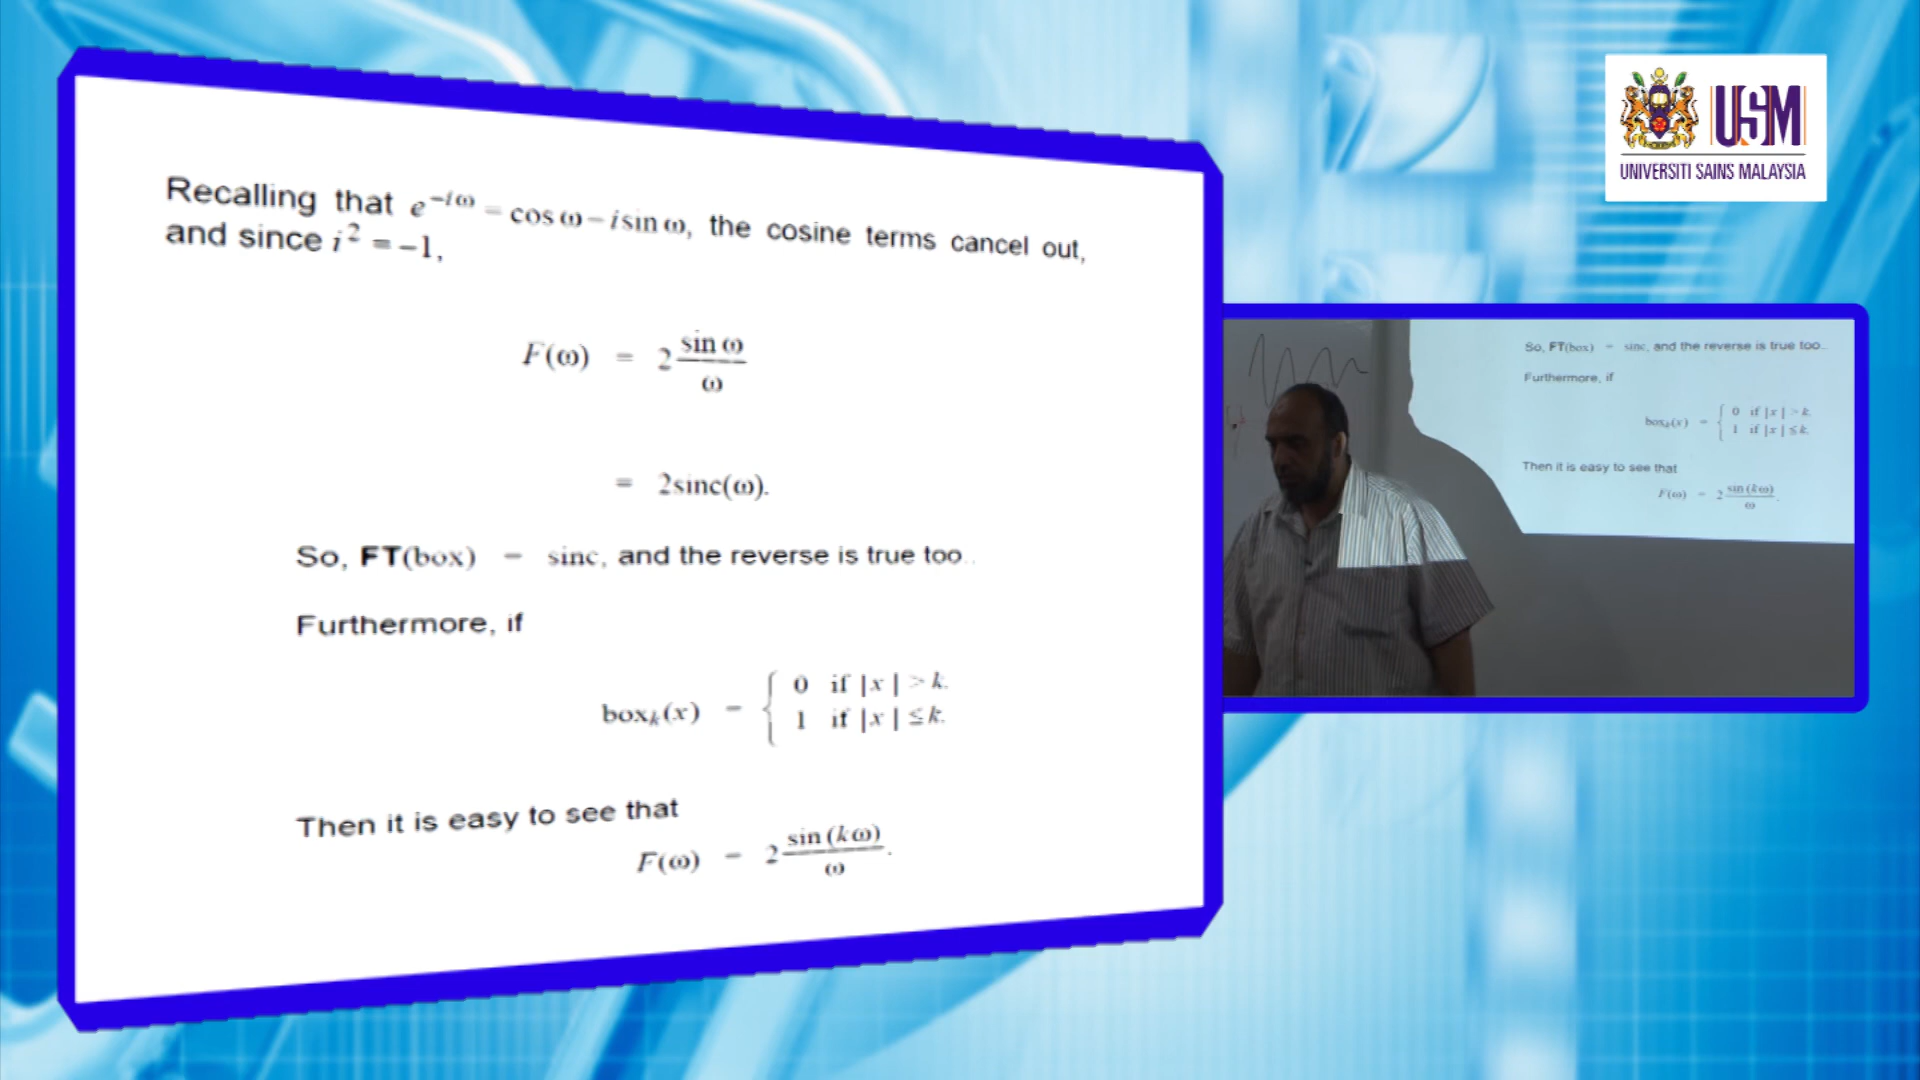 Recalling that e^{-iω} = cos ω − i sin ω, the cosine terms cancel out,
and since i² = −1,
F(ω) = 2 sin ω / ω
= 2sinc(ω).
So, FT(box) = sinc, and the reverse is true too..
Furthermore, if
box_k(x) = { 0 if |x| > k.
1 if |x| ≤ k.
Then it is easy to see that
F(ω) = 2 sin (kω) / ω.
USM
UNIVERSITI SAINS MALAYSIA
So, FT(box) = sinc, and the reverse is true too..
Furthermore, if
box_k(x) = { 0 if |x| > k.
1 if |x| ≤ k.
Then it is easy to see that
F(ω) = 2 sin (kω) / ω.